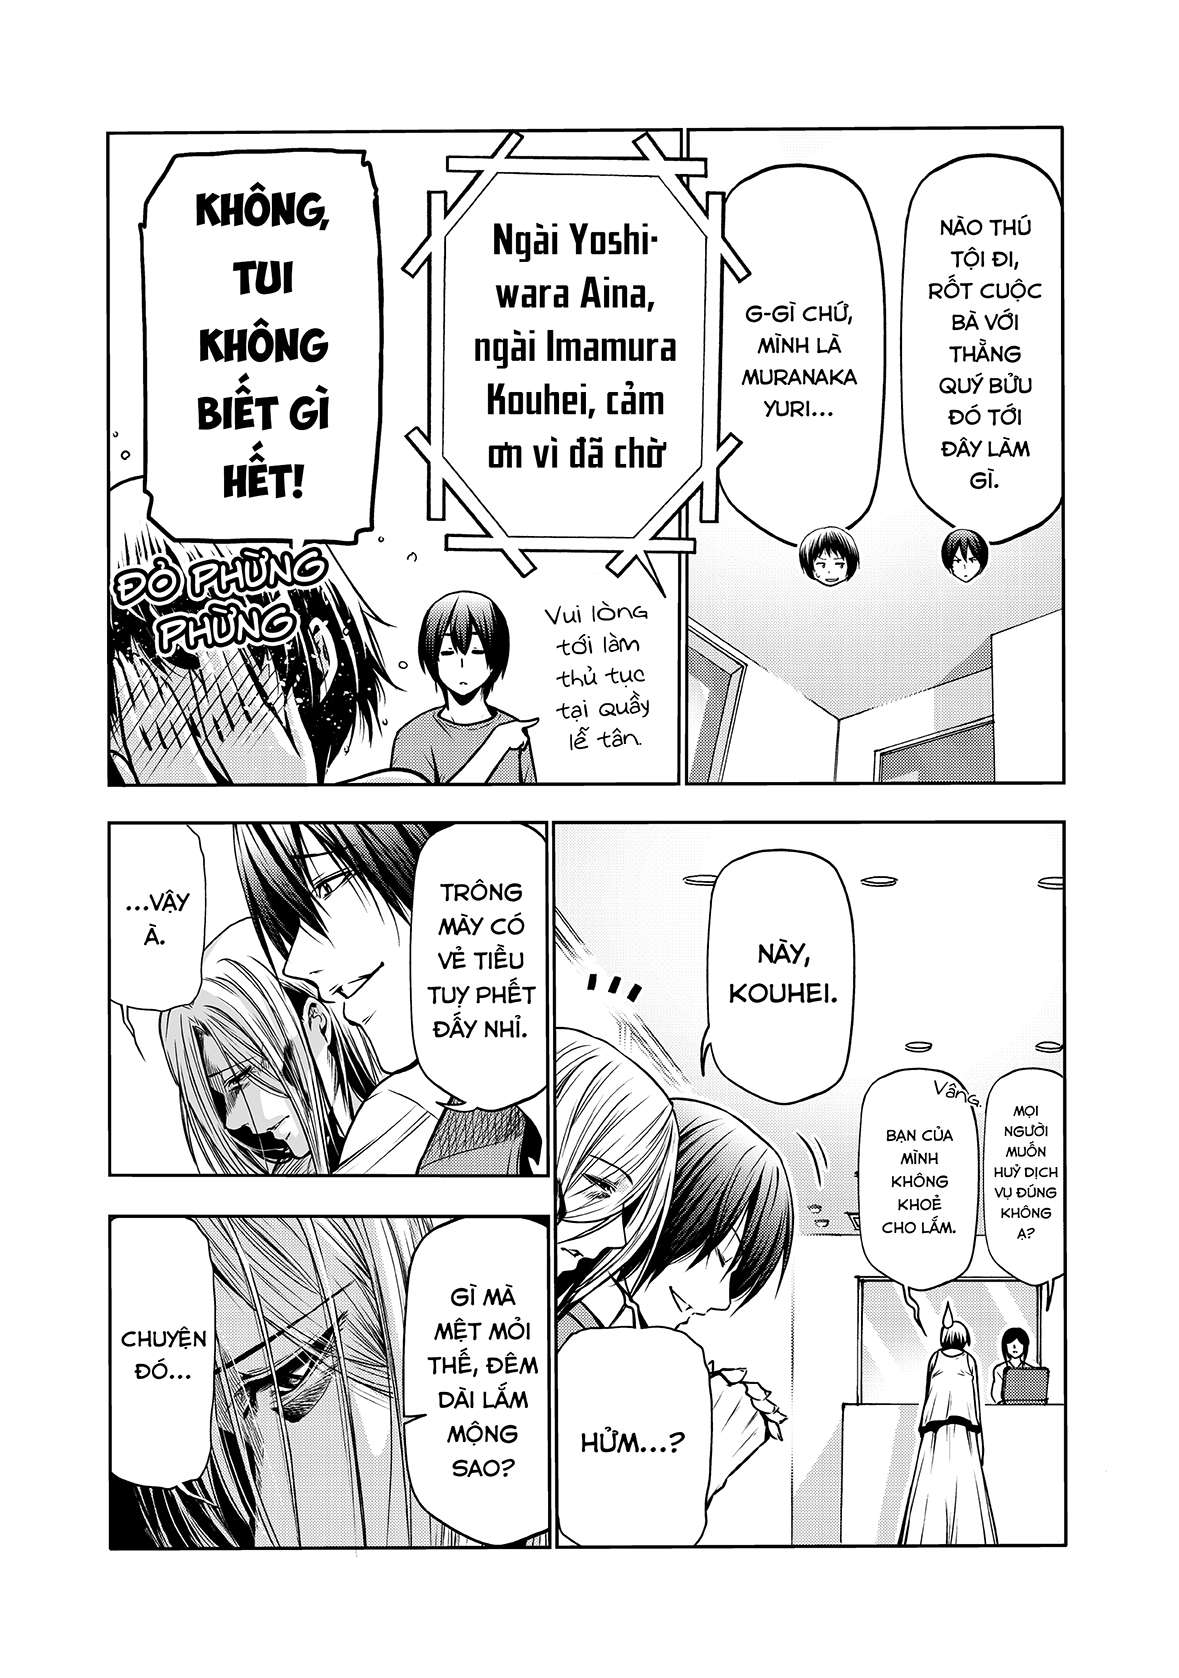 NÀO THÚ
TỘI ĐI,
RỐT CUỘC
BÀ VỚI
THẰNG
QUÝ BỬU
ĐÓ TỚI
ĐÂY LÀM
GÌ.
G-GÌ CHỨ,
MÌNH LÀ
MURANAKA
YURI...
Ngài Yoshi-
wara Aina,
ngài Imamura
Kouhei, cảm
ơn vì đã chờ
Vui lòng
tới làm
thủ tục
tại quầy
lễ tân.
KHÔNG,
TUI
KHÔNG
BIẾT GÌ
HẾT!
ĐỎ PHỪNG
PHỪNG
MỌI
NGƯỜI
MUỐN
HUỶ DỊCH
VỤ ĐÚNG
KHÔNG
Ạ?
Vâng.
BẠN CỦA
MÌNH
KHÔNG
KHOẺ
CHO LẮM.
NÀY,
KOUHEI.
HỬM...?
TRÔNG
MÀY CÓ
VẺ TIỀU
TUỴ PHẾT
ĐẤY NHỈ.
...VẬY
À.
GÌ MÀ
MỆT MỎI
THẾ, ĐÊM
DÀI LẮM
MỘNG
SAO?
CHUYỆN
ĐÓ...